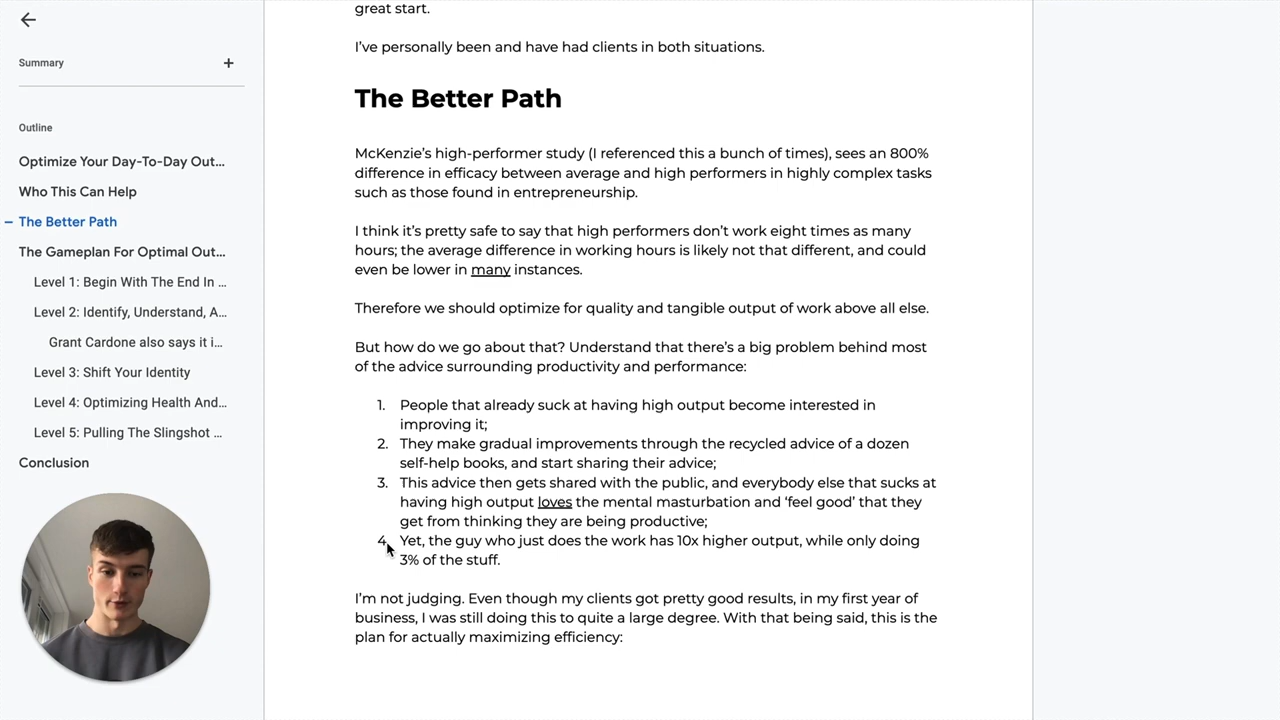 Summary
+
Outline
Optimize Your Day-To-Day Out...
Who This Can Help
The Better Path
The Gameplan For Optimal Out...
Level 1: Begin With The End In ...
Level 2: Identify, Understand, A...
Grant Cardone also says it i...
Level 3: Shift Your Identity
Level 4: Optimizing Health And...
Level 5: Pulling The Slingshot ...
Conclusion
great start.
I've personally been and have had clients in both situations.
The Better Path
McKenzie's high-performer study (I referenced this a bunch of times), sees an 800%
difference in efficacy between average and high performers in highly complex tasks
such as those found in entrepreneurship.
I think it's pretty safe to say that high performers don't work eight times as many
hours; the average difference in working hours is likely not that different, and could
even be lower in many instances.
Therefore we should optimize for quality and tangible output of work above all else.
But how do we go about that? Understand that there's a big problem behind most
of the advice surrounding productivity and performance:
1. People that already suck at having high output become interested in
improving it;
2. They make gradual improvements through the recycled advice of a dozen
self-help books, and start sharing their advice;
3. This advice then gets shared with the public, and everybody else that sucks at
having high output loves the mental masturbation and 'feel good' that they
get from thinking they are being productive;
4. Yet, the guy who just does the work has 10x higher output, while only doing
3% of the stuff.
I'm not judging. Even though my clients got pretty good results, in my first year of
business, I was still doing this to quite a large degree. With that being said, this is the
plan for actually maximizing efficiency: